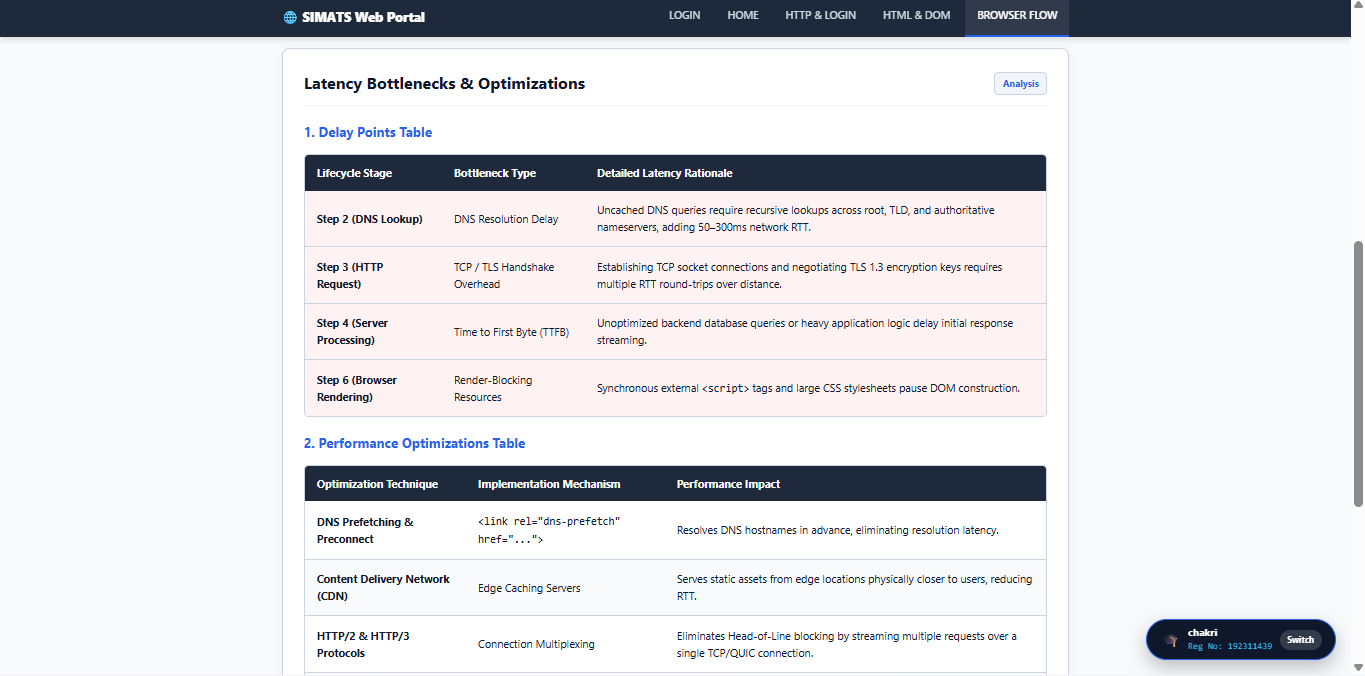 SIMATS Web Portal
LOGIN
HOME
HTTP & LOGIN
HTML & DOM
BROWSER FLOW
Latency Bottlenecks & Optimizations
Analysis
1. Delay Points Table
Lifecycle Stage
Bottleneck Type
Detailed Latency Rationale
Step 2 (DNS Lookup)
DNS Resolution Delay
Uncached DNS queries require recursive lookups across root, TLD, and authoritative
nameservers, adding 50–300ms network RTT.
Step 3 (HTTP
Request)
TCP / TLS Handshake
Overhead
Establishing TCP socket connections and negotiating TLS 1.3 encryption keys requires
multiple RTT round-trips over distance.
Step 4 (Server
Processing)
Time to First Byte (TTFB)
Unoptimized backend database queries or heavy application logic delay initial response
streaming.
Step 6 (Browser
Rendering)
Render-Blocking
Resources
Synchronous external <script> tags and large CSS stylesheets pause DOM construction.
2. Performance Optimizations Table
Optimization Technique
Implementation Mechanism
Performance Impact
DNS Prefetching &
Preconnect
<link rel="dns-prefetch"
href="...">
Resolves DNS hostnames in advance, eliminating resolution latency.
Content Delivery Network
(CDN)
Edge Caching Servers
Serves static assets from edge locations physically closer to users, reducing
RTT.
HTTP/2 & HTTP/3
Protocols
Connection Multiplexing
Eliminates Head-of-Line blocking by streaming multiple requests over a
single TCP/QUIC connection.
chakri
Reg No: 192311439
Switch